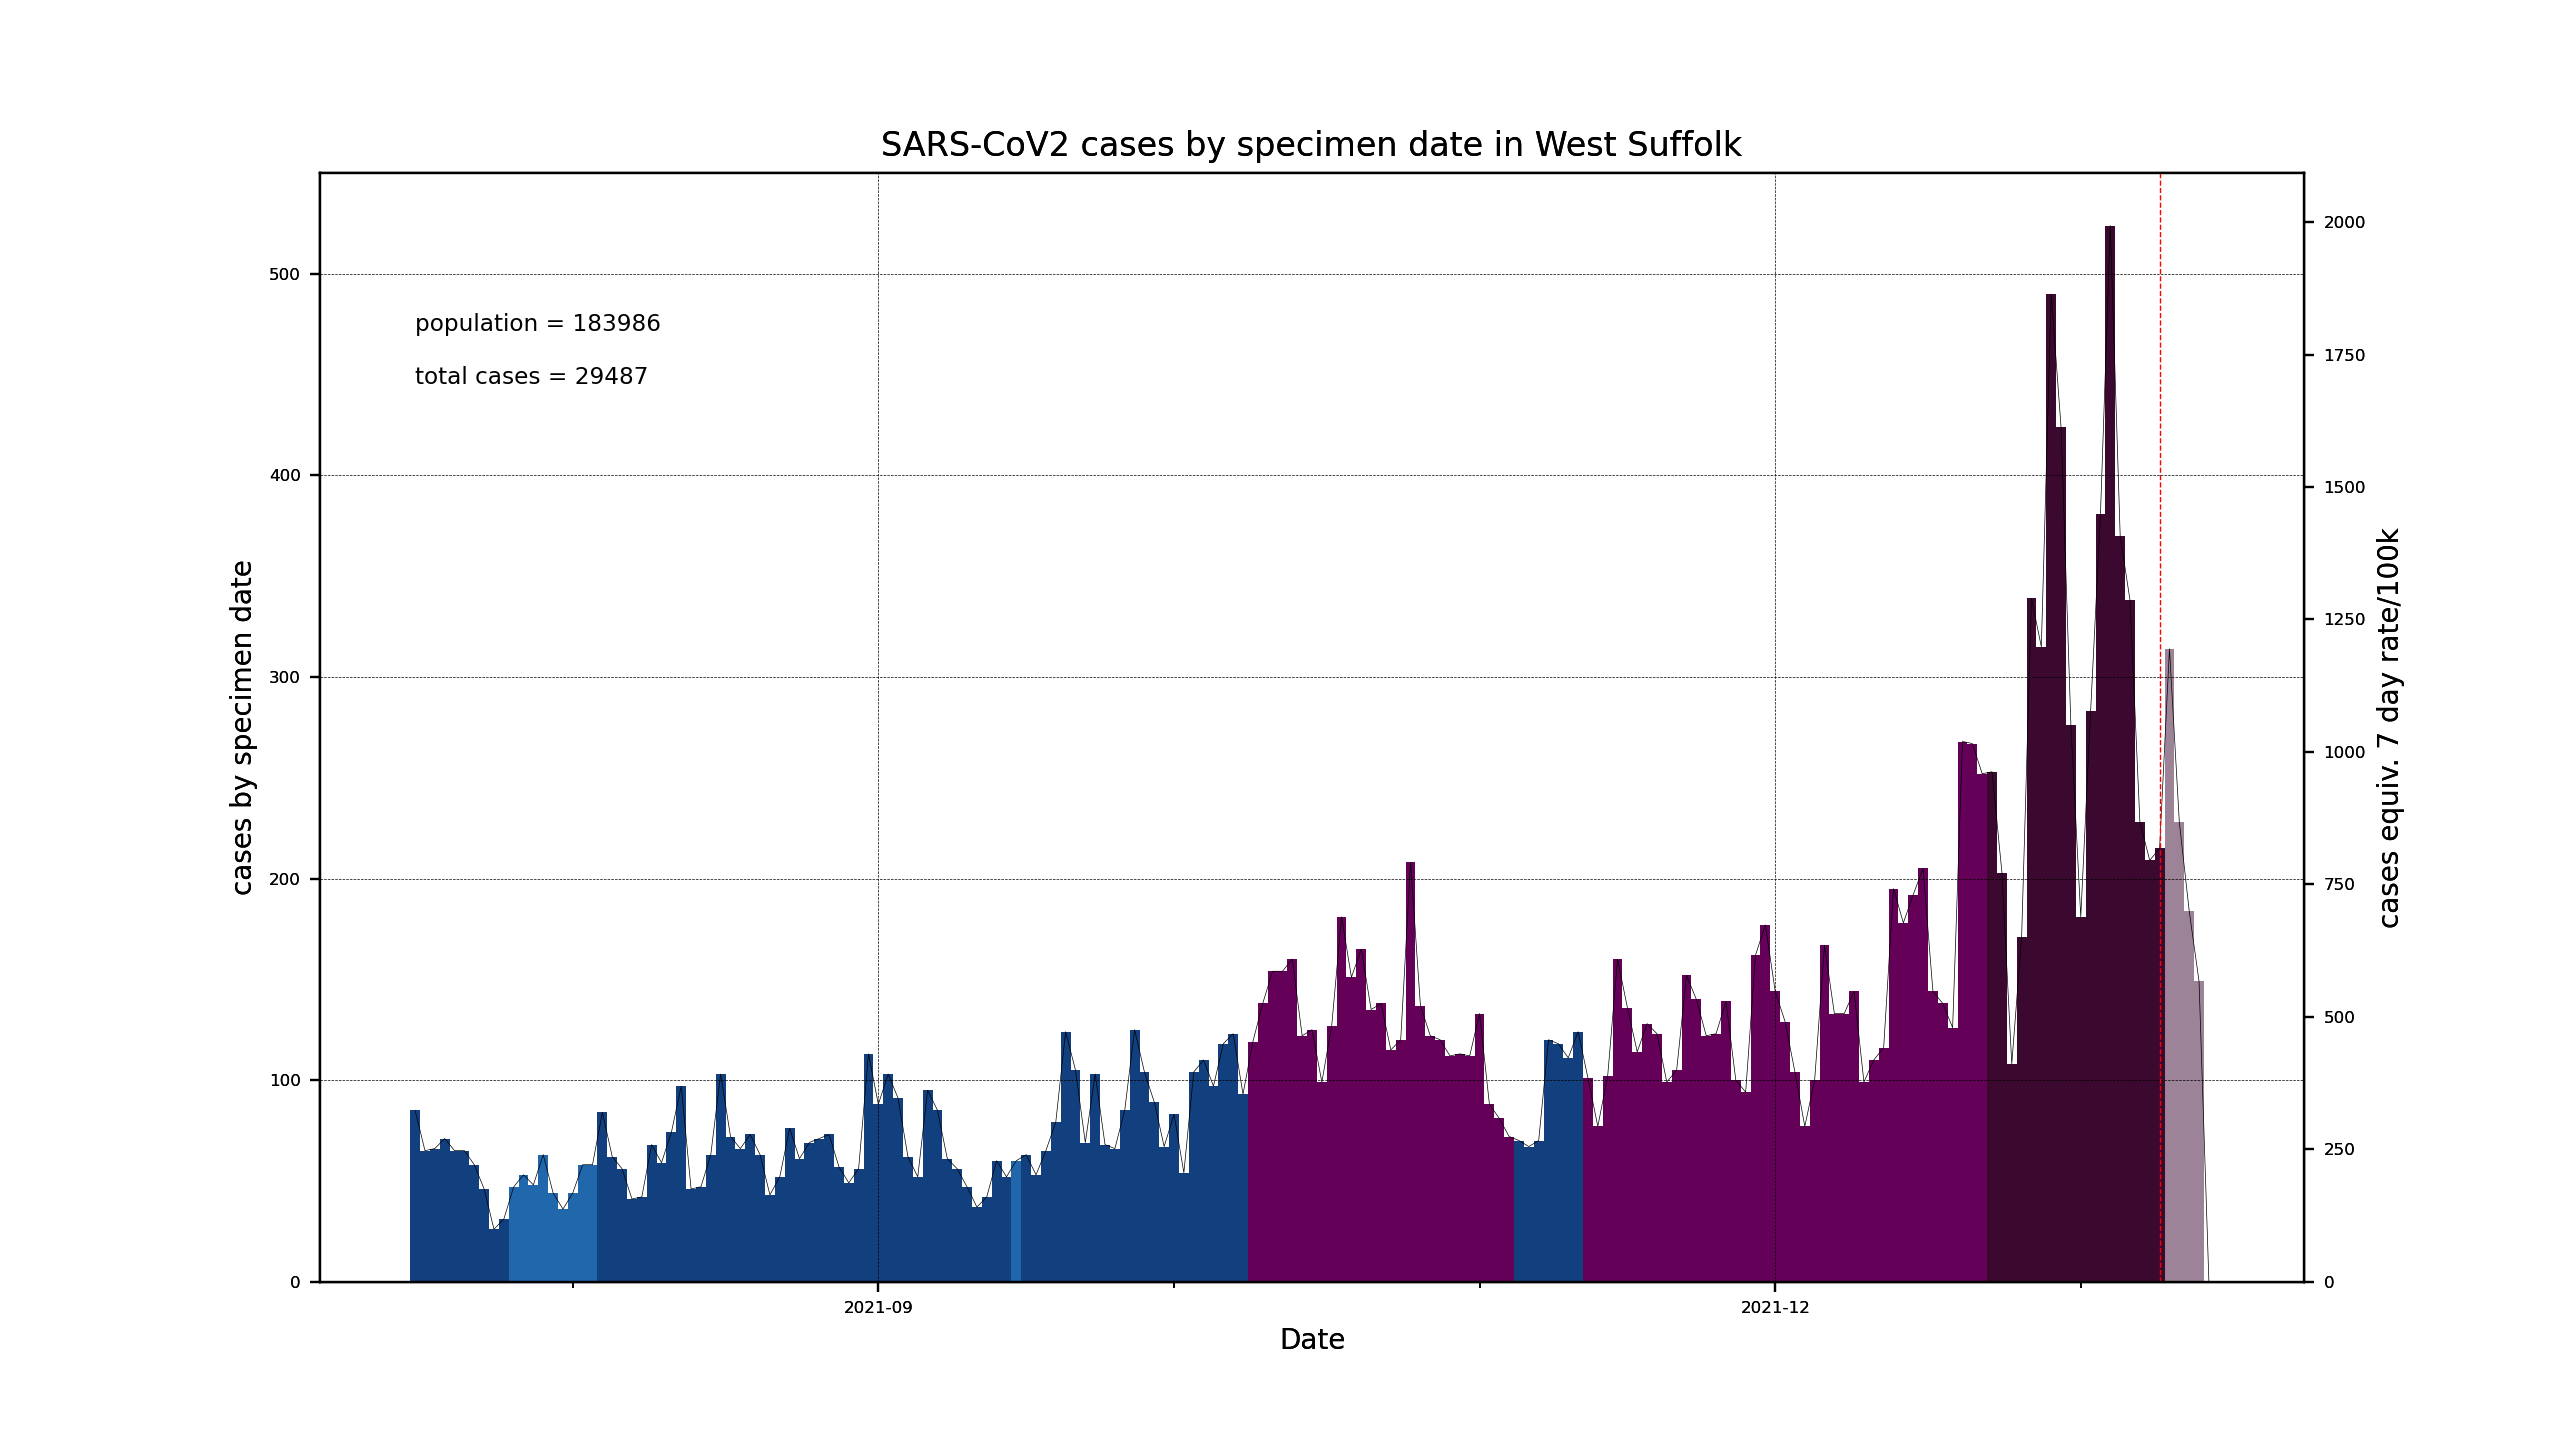 SARS-CoV2 cases by specimen date in West Suffolk
population = 183986
total cases = 29487
cases by specimen date
500
400
300
200
100
0
2000
1750
1500
1250
1000
750
500
250
0
cases equiv. 7 day rate/100k
2021-09
2021-12
Date